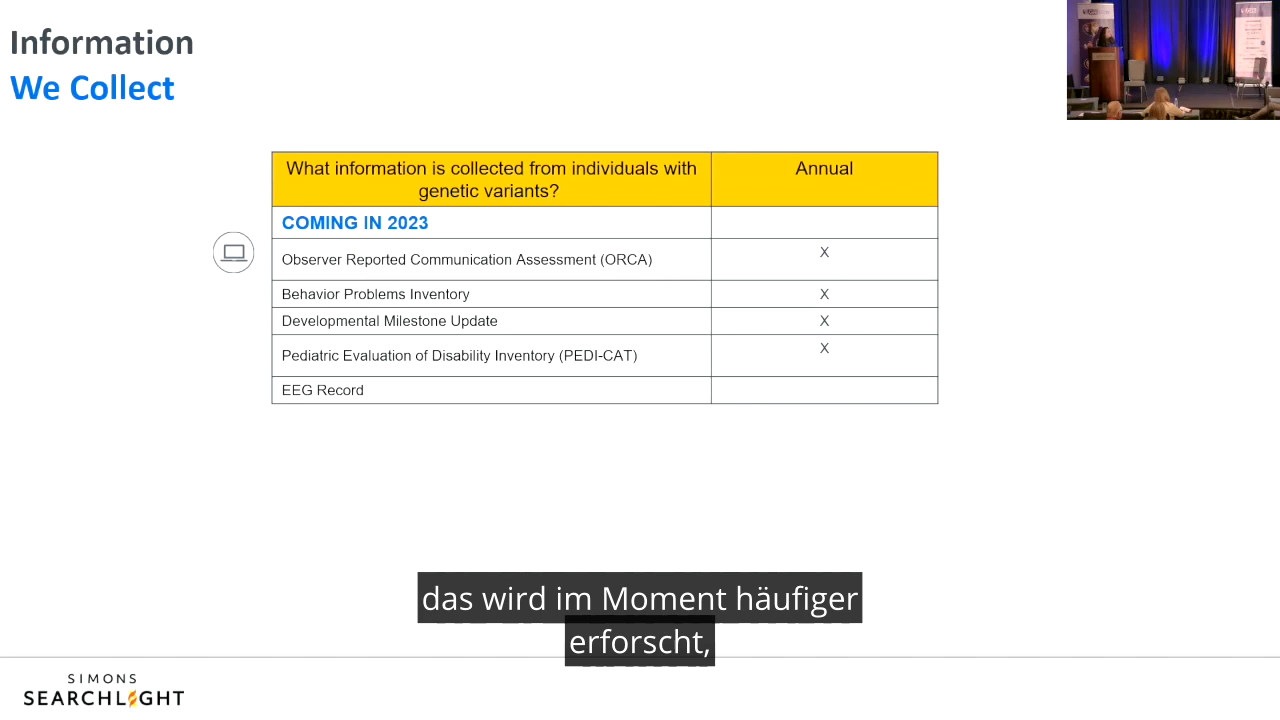 Information
We Collect
What information is collected from individuals with
genetic variants?
Annual
COMING IN 2023
Observer Reported Communication Assessment (ORCA)
X
Behavior Problems Inventory
X
Developmental Milestone Update
X
Pediatric Evaluation of Disability Inventory (PEDI-CAT)
X
EEG Record
das wird im Moment häufiger
erforscht,
SIMONS
SEARCHLIGHT